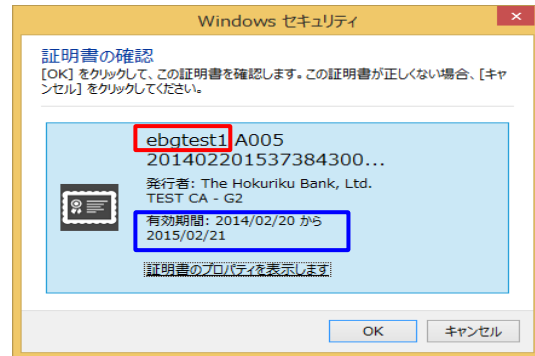 Windows セキュリティ
証明書の確認
[OK] をクリックして、この証明書を確認します。この証明書が正しくない場合、[キャ
ンセル] をクリックしてください。
ebgtest1 A005
201402201537384300...
発行者: The Hokuriku Bank, Ltd.
TEST CA - G2
有効期間: 2014/02/20 から
2015/02/21
証明書のプロパティを表示します
OK
キャンセル